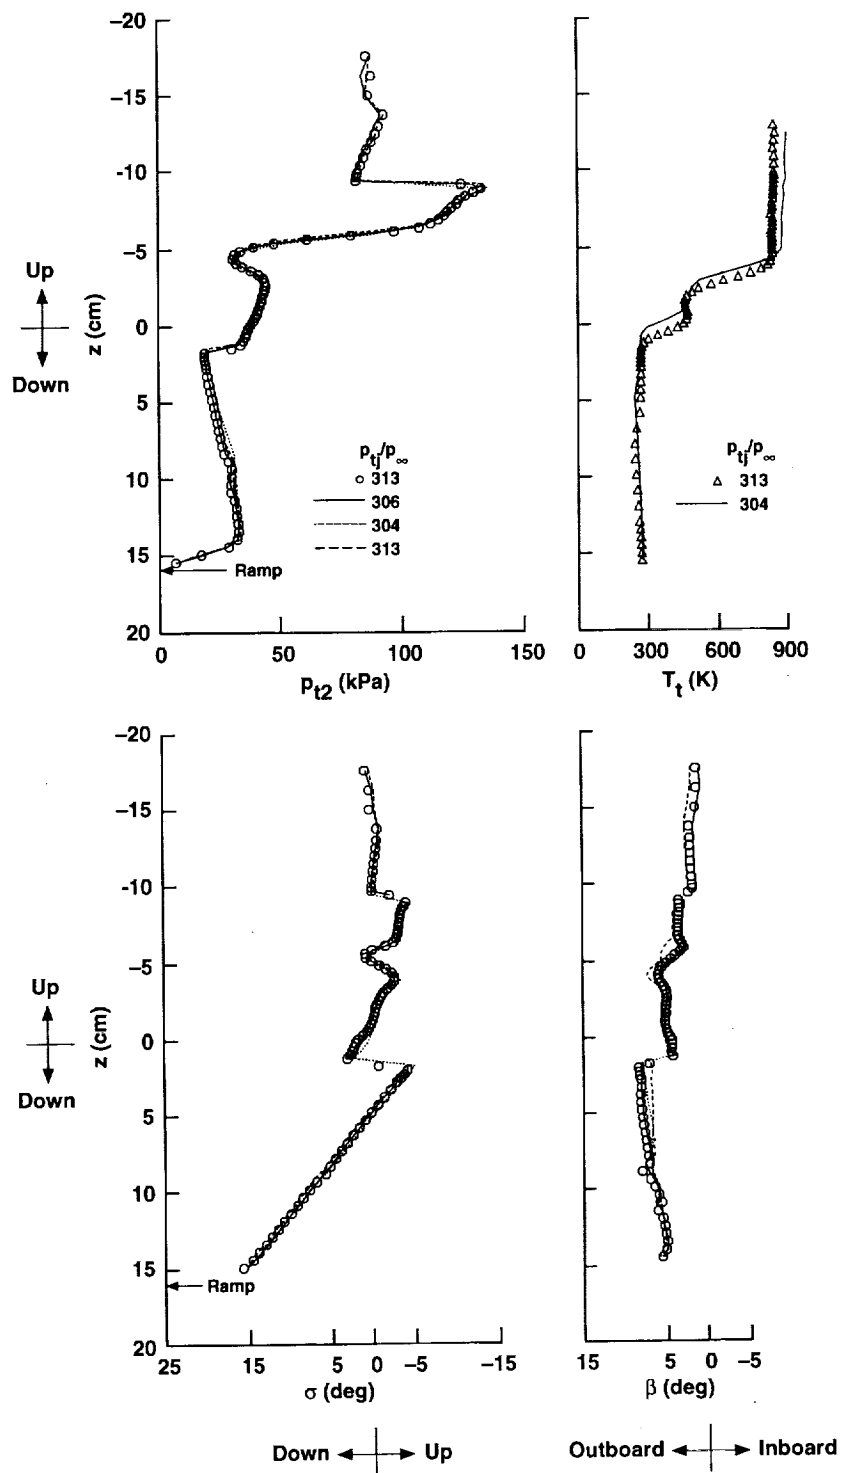 −20
−15
−10
−5
0
5
10
15
20
z (cm)
Up
Down
p_tj/p_∞
313
306
304
313
Ramp
0 50 100 150
p_t2 (kPa)
p_tj/p_∞
313
304
0 300 600 900
T_t (K)
−20
−15
−10
−5
0
5
10
15
20
z (cm)
Up
Down
Ramp
25 15 5 0 −5 −15
σ (deg)
Down Up
15 5 0 −5
β (deg)
Outboard Inboard